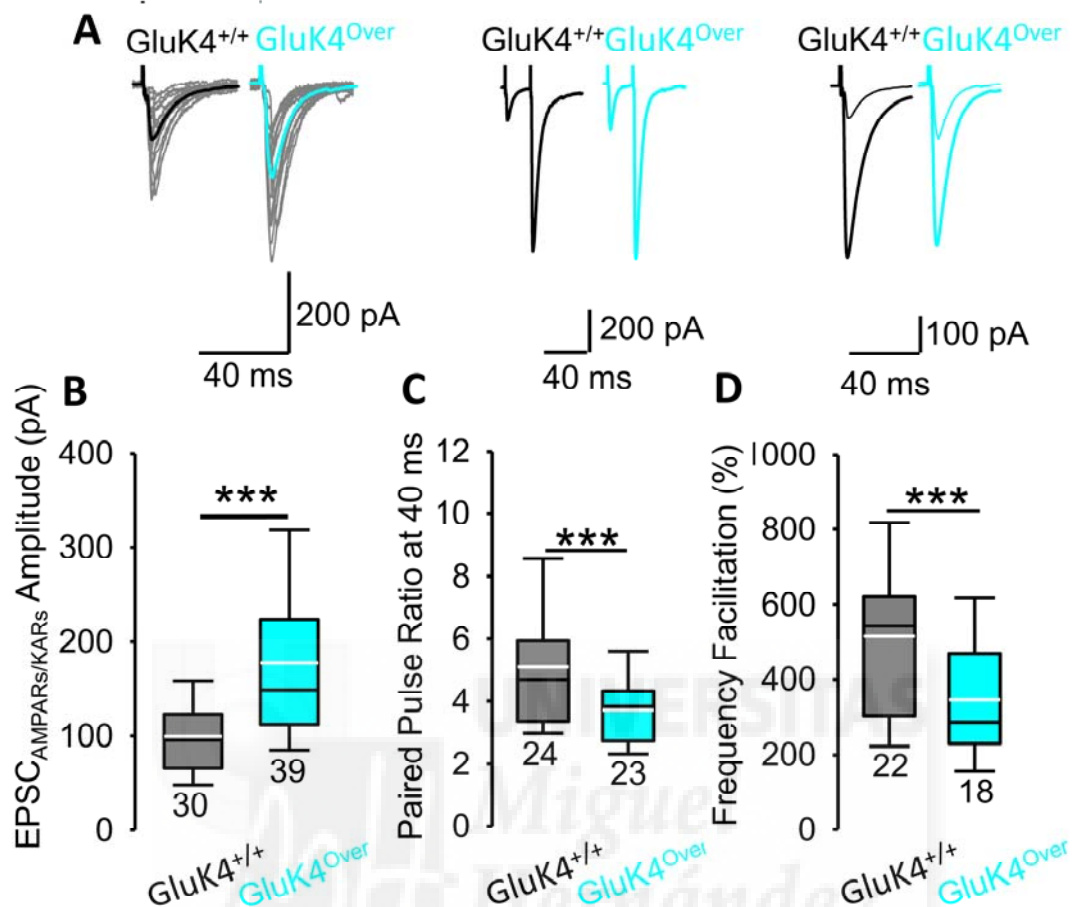 A
GluK4+/+ GluK4Over
GluK4+/+ GluK4Over
GluK4+/+ GluK4Over
200 pA
40 ms
200 pA
40 ms
100 pA
40 ms
B
EPSCAMPARs/KARs Amplitude (pA)
400
300
200
100
0
***
30
39
GluK4+/+
GluK4Over
C
Paired Pulse Ratio at 40 ms
12
10
8
6
4
2
0
***
24
23
GluK4+/+
GluK4Over
D
Frequency Facilitation (%)
1000
800
600
400
200
0
***
22
18
GluK4+/+
GluK4Over
UNIVERSITAS
Miguel
Hernández